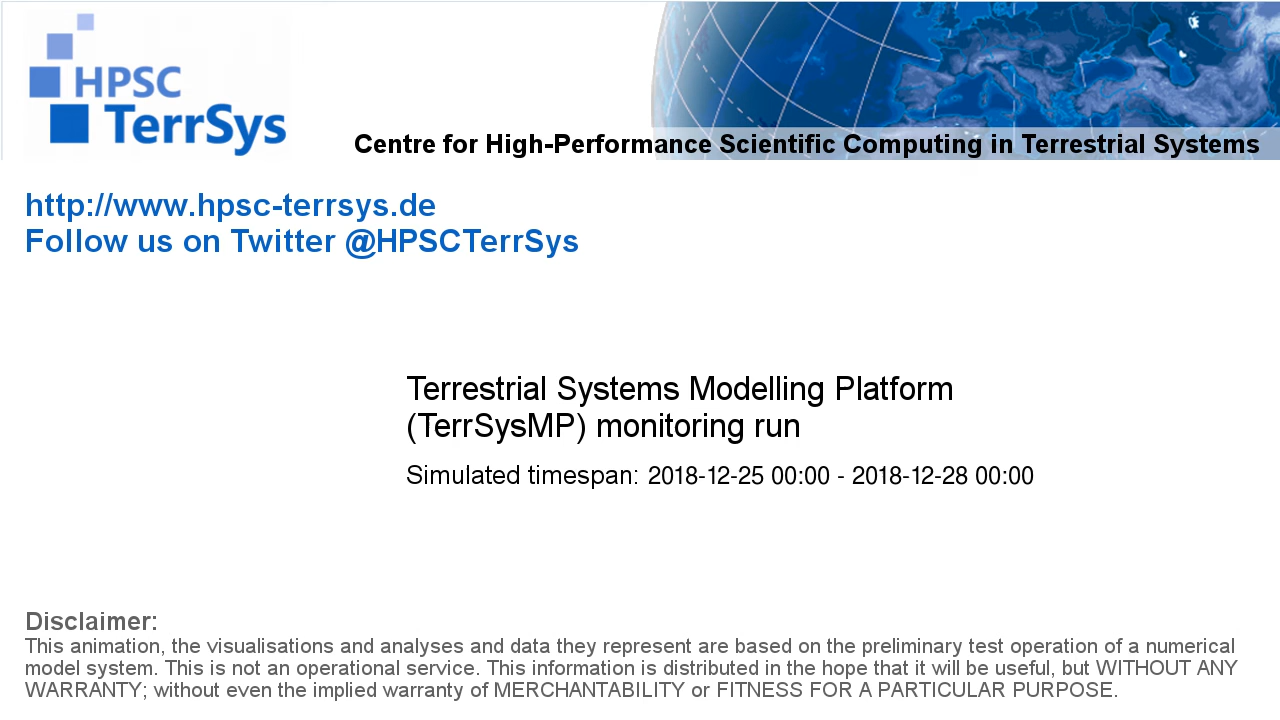 HPSC
TerrSys
Centre for High-Performance Scientific Computing in Terrestrial Systems
http://www.hpsc-terrsys.de
Follow us on Twitter @HPSCTerrSys
Terrestrial Systems Modelling Platform
(TerrSysMP) monitoring run
Simulated timespan: 2018-12-25 00:00 - 2018-12-28 00:00
Disclaimer:
This animation, the visualisations and analyses and data they represent are based on the preliminary test operation of a numerical
model system. This is not an operational service. This information is distributed in the hope that it will be useful, but WITHOUT ANY
WARRANTY; without even the implied warranty of MERCHANTABILITY or FITNESS FOR A PARTICULAR PURPOSE.